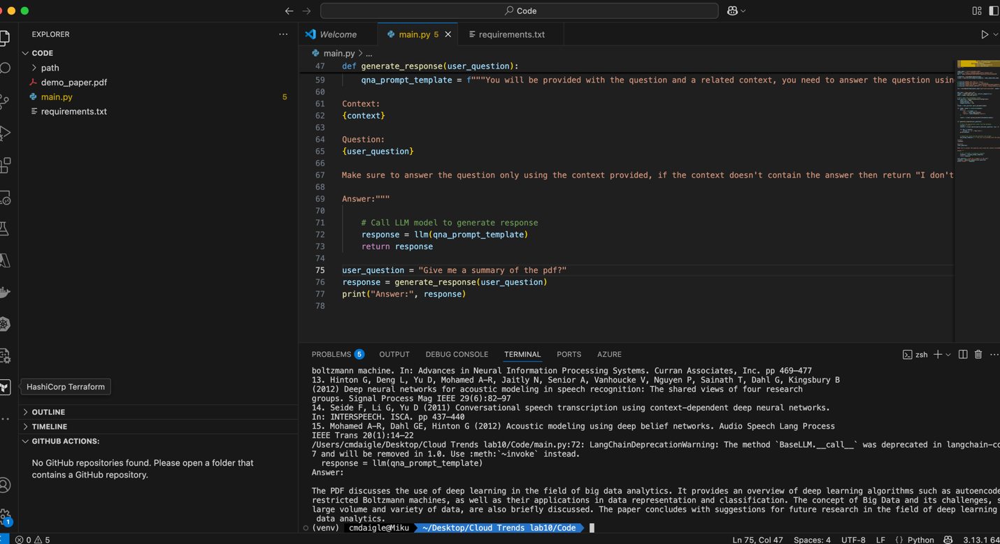 Code
EXPLORER
CODE
path
demo_paper.pdf
main.py 5
requirements.txt
HashiCorp Terraform
OUTLINE
TIMELINE
GITHUB ACTIONS:
No GitHub repositories found. Please open a folder that
contains a GitHub repository.
Welcome main.py 5 requirements.txt
main.py > ...
47 def generate_response(user_question):
59 qna_prompt_template = f"""You will be provided with the question and a related context, you need to answer the question usin
60
61 Context:
62 {context}
63
64 Question:
65 {user_question}
66
67 Make sure to answer the question only using the context provided, if the context doesn't contain the answer then return "I don't
68
69 Answer:"""
70
71 # Call LLM model to generate response
72 response = llm(qna_prompt_template)
73 return response
74
75 user_question = "Give me a summary of the pdf?"
76 response = generate_response(user_question)
77 print("Answer:", response)
78
PROBLEMS 5 OUTPUT DEBUG CONSOLE TERMINAL PORTS AZURE zsh
boltzmann machine. In: Advances in Neural Information Processing Systems. Curran Associates, Inc. pp 469–477
13. Hinton G, Deng L, Yu D, Mohamed A-R, Jaitly N, Senior A, Vanhoucke V, Nguyen P, Sainath T, Dahl G, Kingsbury B
(2012) Deep neural networks for acoustic modeling in speech recognition: The shared views of four research
groups. Signal Process Mag IEEE 29(6):82–97
14. Seide F, Li G, Yu D (2011) Conversational speech transcription using context-dependent deep neural networks.
In: INTERSPEECH. ISCA. pp 437–440
15. Mohamed A-R, Dahl GE, Hinton G (2012) Acoustic modeling using deep belief networks. Audio Speech Lang Process
IEEE Trans 20(1):14–22
/Users/cmdaigle/Desktop/Cloud Trends lab10/Code/main.py:72: LangChainDeprecationWarning: The method `BaseLLM.__call__` was deprecated in langchain-co
7 and will be removed in 1.0. Use :meth:`~invoke` instead.
response = llm(qna_prompt_template)
Answer:
The PDF discusses the use of deep learning in the field of big data analytics. It provides an overview of deep learning algorithms such as autoencode
restricted Boltzmann machines, as well as their applications in data representation and classification. The concept of Big Data and its challenges, s
large volume and variety of data, are also briefly discussed. The paper concludes with suggestions for future research in the field of deep learning
data analytics.
(venv) cmdaigle@Miku ~/Desktop/Cloud Trends lab10/Code
1
0 5 Ln 75, Col 47 Spaces: 4 UTF-8 LF {} Python 3.13.1 64